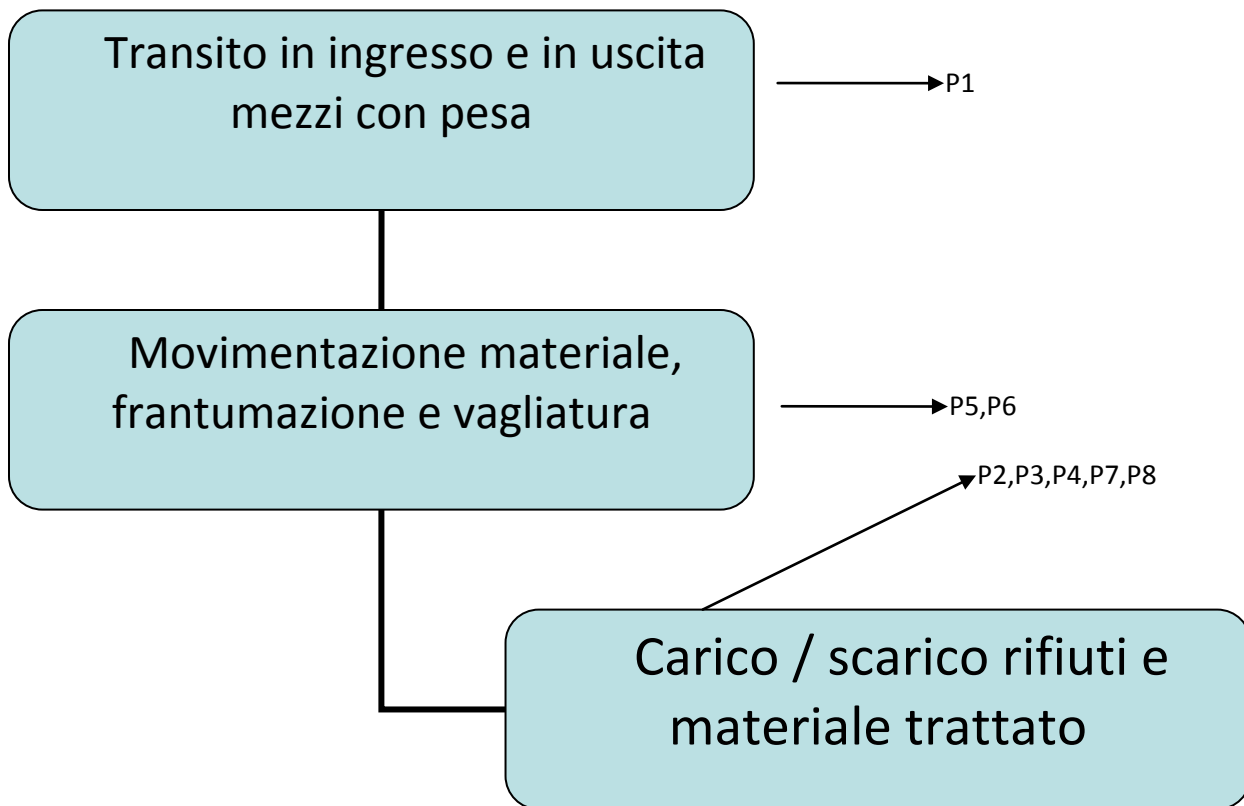 Transito in ingresso e in uscita
mezzi con pesa
P1
Movimentazione materiale,
frantumazione e vagliatura
P5,P6
P2,P3,P4,P7,P8
Carico / scarico rifiuti e
materiale trattato